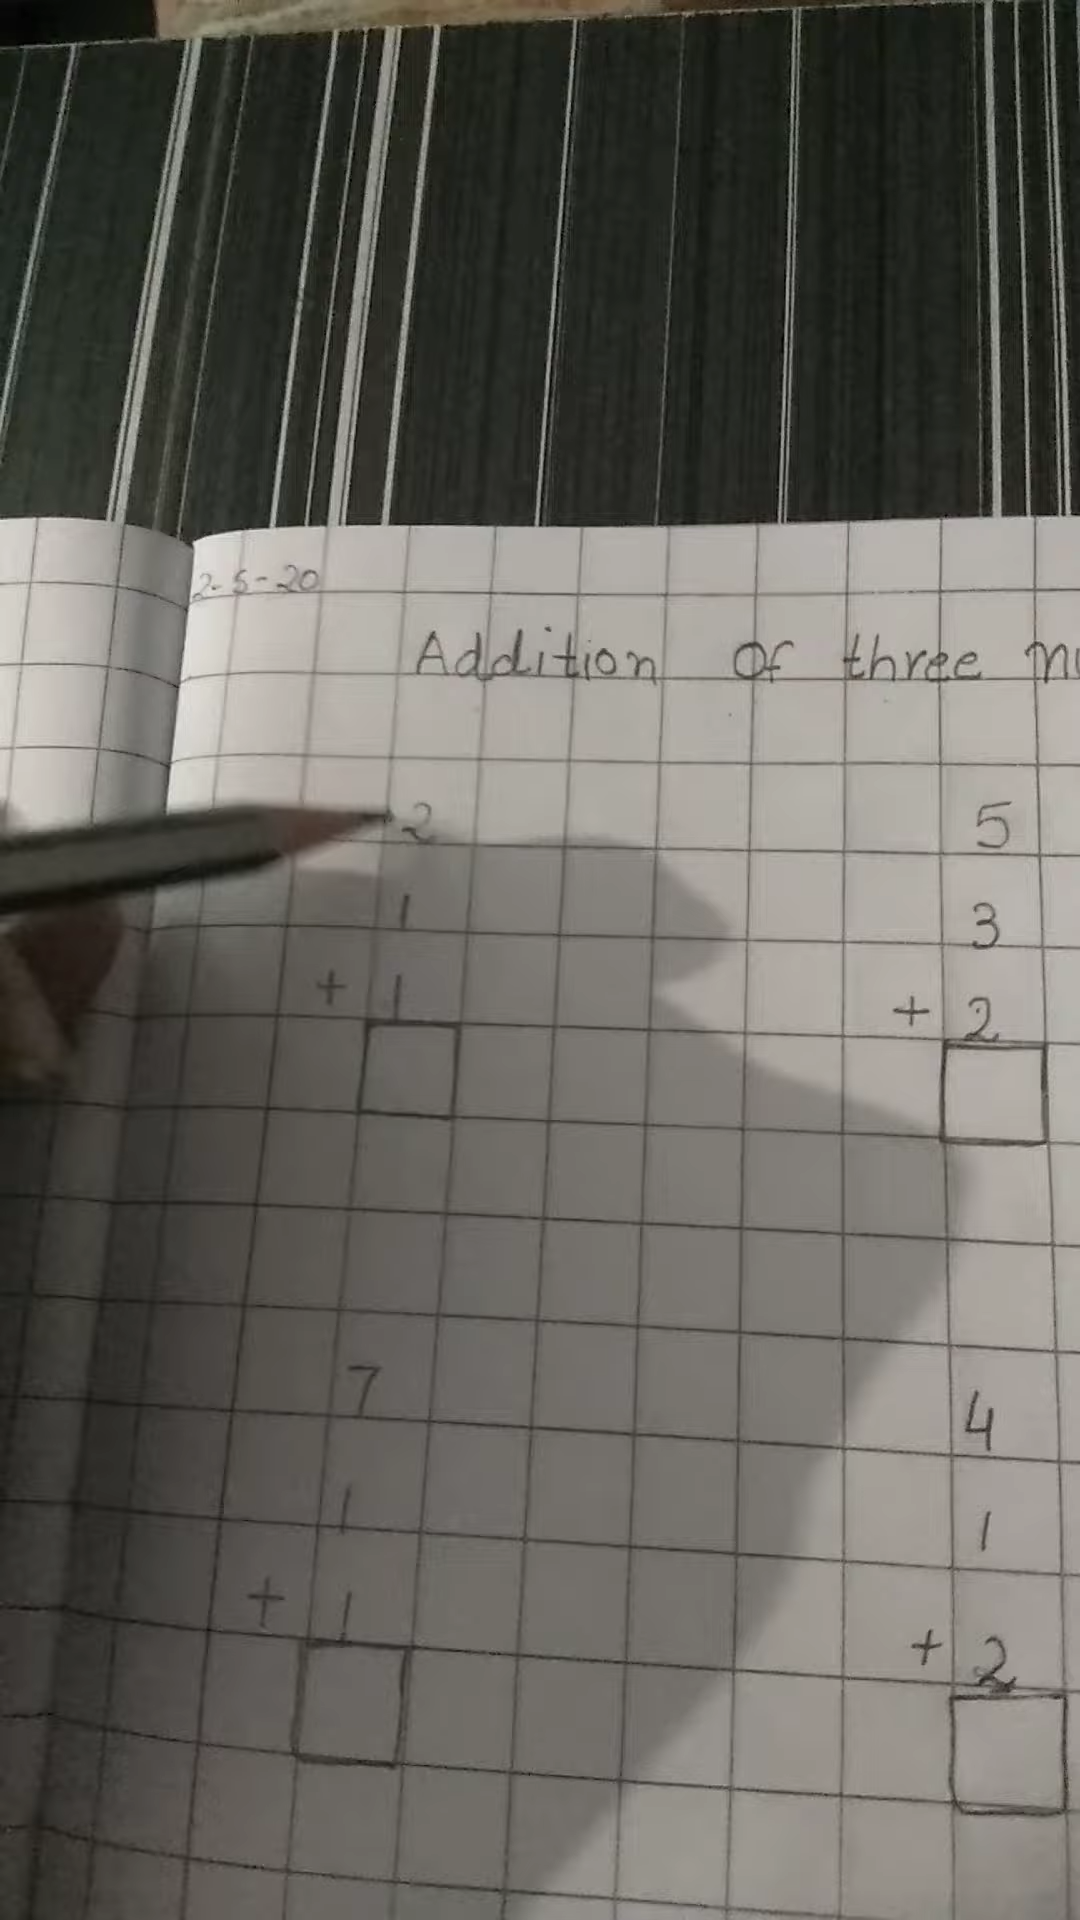 2-5-20
Addition Of three
2 5
1 3
+ 1 + 2
7 4
1 1
+ 1 + 2